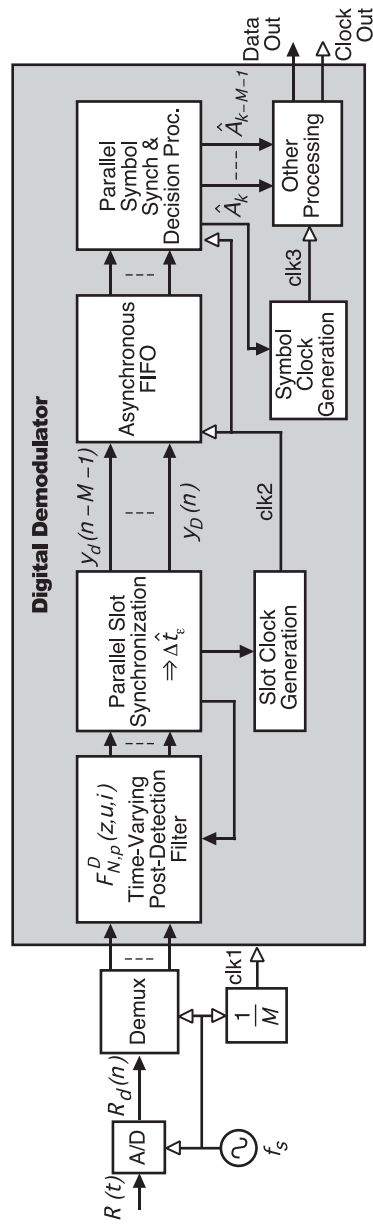 Digital Demodulator
R (t)
A/D
R_d (n)
Demux
f_s
1
M
clk1
F^D_{N,p} (z,u,i)
Time-Varying
Post-Detection
Filter
Parallel Slot
Synchronization
⇒ Δt̂_ε
Slot Clock
Generation
y_d (n – M – 1)
y_D (n)
clk2
Asynchronous
FIFO
Parallel
Symbol
Synch &
Decision Proc.
Â_k
Â_{k–M–1}
Symbol
Clock
Generation
clk3
Other
Processing
Data
Out
Clock
Out